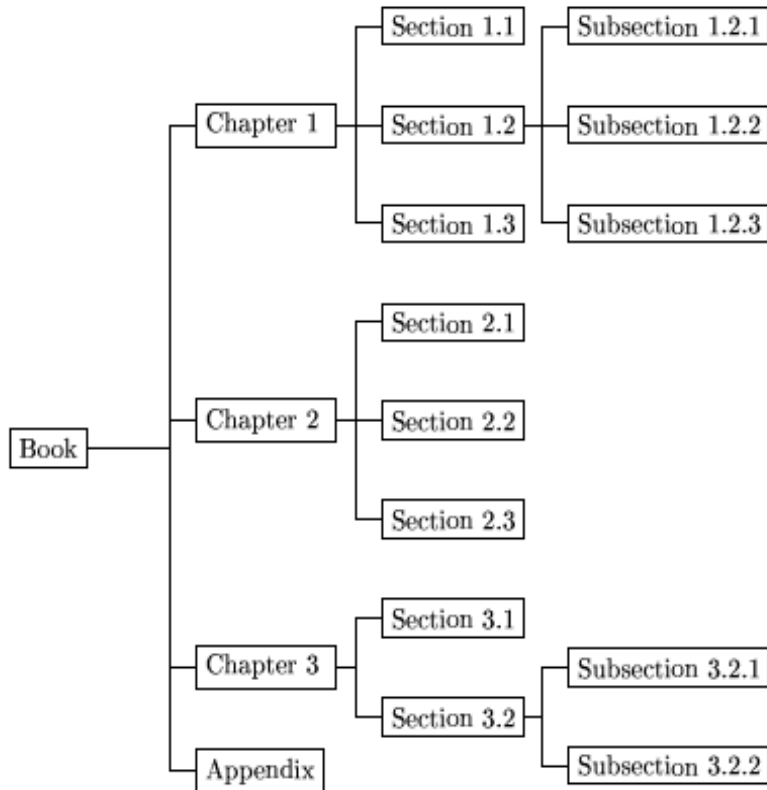 Section 1.1
Subsection 1.2.1
Chapter 1
Section 1.2
Subsection 1.2.2
Section 1.3
Subsection 1.2.3
Section 2.1
Book
Chapter 2
Section 2.2
Section 2.3
Section 3.1
Chapter 3
Subsection 3.2.1
Section 3.2
Appendix
Subsection 3.2.2